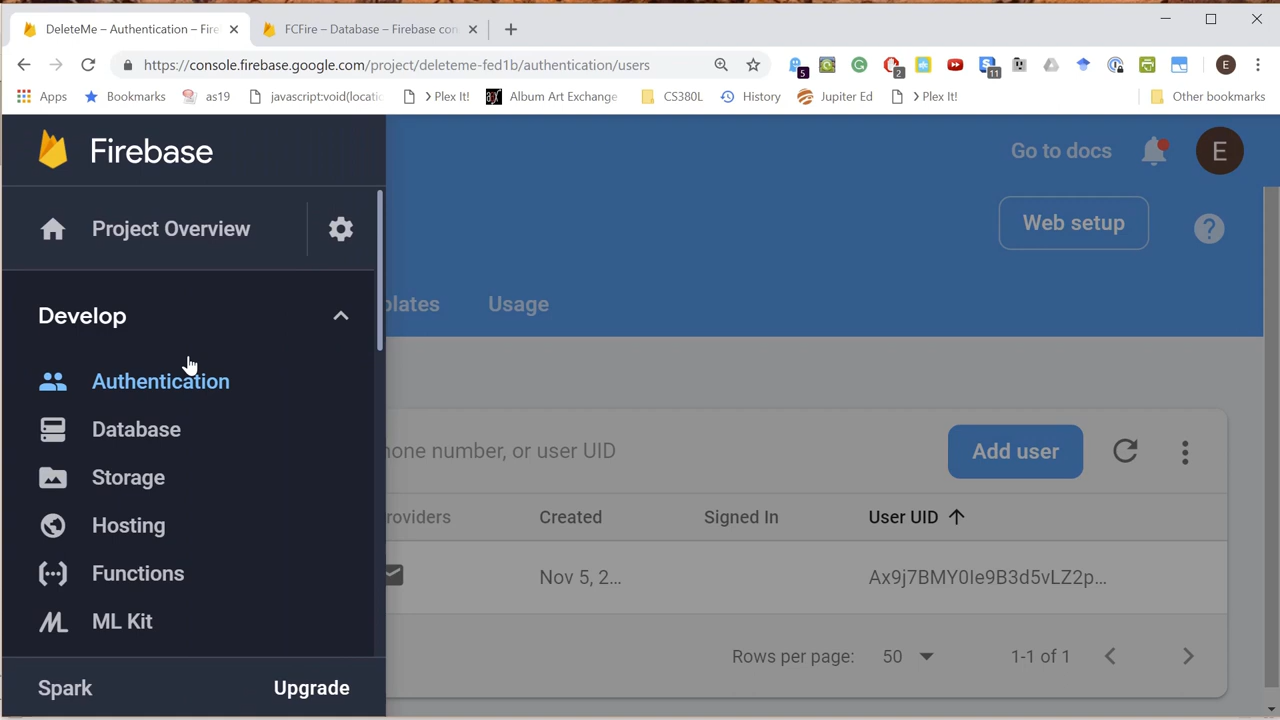 DeleteMe – Authentication – Fire
FCFire – Database – Firebase con
https://console.firebase.google.com/project/deleteme-fed1b/authentication/users
5
2
11
E
Apps
Bookmarks
as19
javascript:void(locatic
> Plex It!
Album Art Exchange
CS380L
History
Jupiter Ed
> Plex It!
Other bookmarks
Firebase
Go to docs
E
Project Overview
Web setup
?
plates
Usage
Develop
Authentication
Database
Storage
Hosting
Functions
ML Kit
hone number, or user UID
Add user
roviders
Created
Signed In
User UID
Nov 5, 2...
Ax9j7BMY0Ie9B3d5vLZ2p...
Rows per page:
50
1-1 of 1
Spark
Upgrade